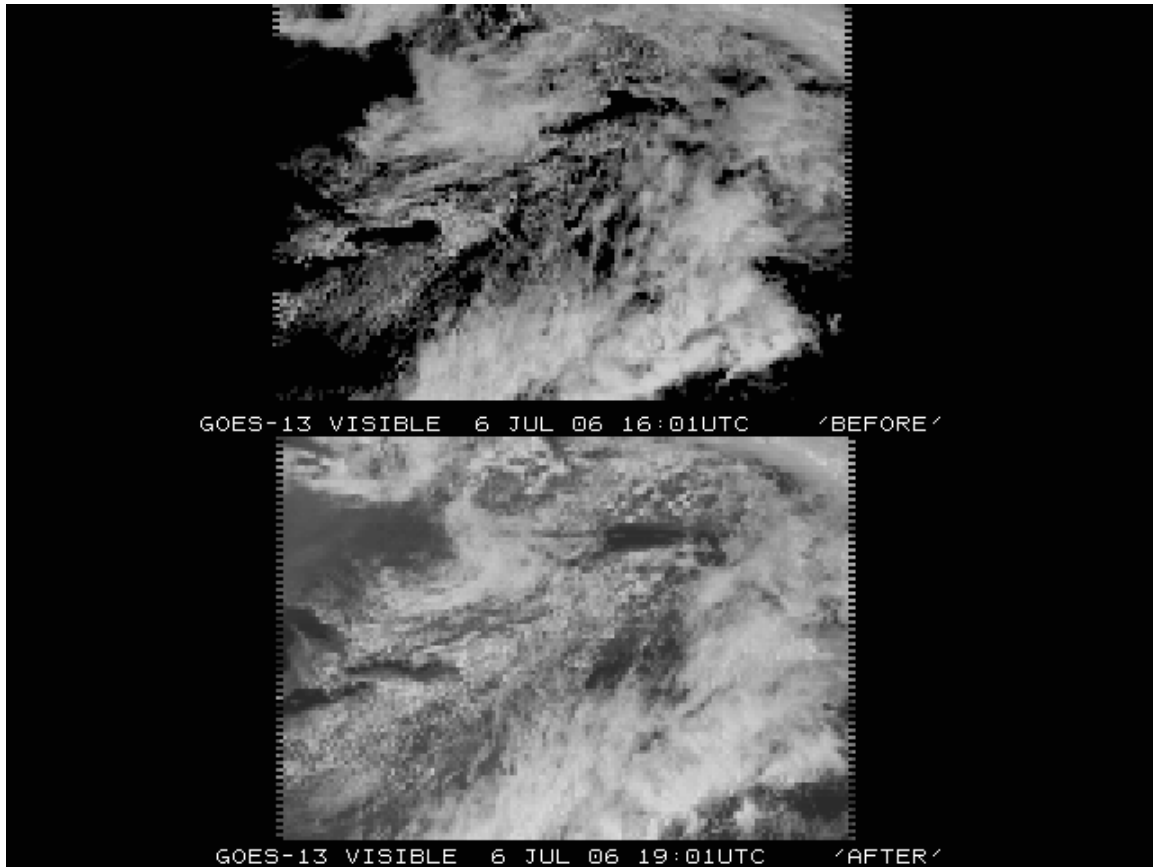 GOES-13 VISIBLE 6 JUL 06 16:01UTC /BEFORE/
GOES-13 VISIBLE 6 JUL 06 19:01UTC /AFTER/